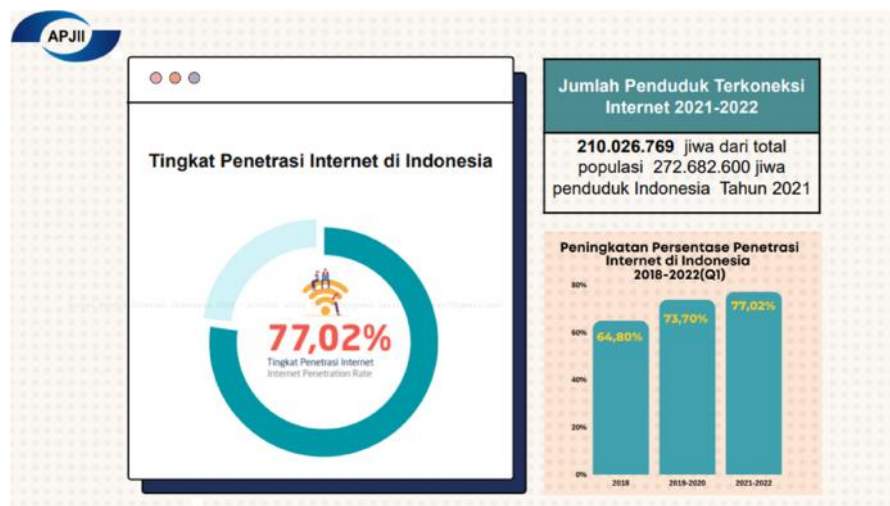 APJII
Tingkat Penetrasi Internet di Indonesia
77,02%
Tingkat Penetrasi Internet
Internet Penetration Rate
Jumlah Penduduk Terkoneksi
Internet 2021-2022
210.026.769 jiwa dari total
populasi 272.682.600 jiwa
penduduk Indonesia Tahun 2021
Peningkatan Persentase Penetrasi
Internet di Indonesia
2018-2022(Q1)
80%
60%
40%
20%
0%
64,80%
73,70%
77,02%
2018
2019-2020
2021-2022